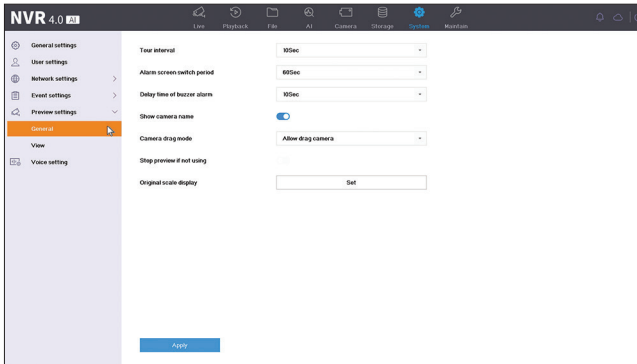 NVR 4.0 AI
Live Playback File AI Camera Storage System Maintain
General settings
User settings
Network settings
Event settings
Preview settings
General
View
Voice setting
Tour interval 10Sec
Alarm screen switch period 60Sec
Delay time of buzzer alarm 10Sec
Show camera name
Camera drag mode Allow drag camera
Stop preview if not using
Original scale display Set
Apply